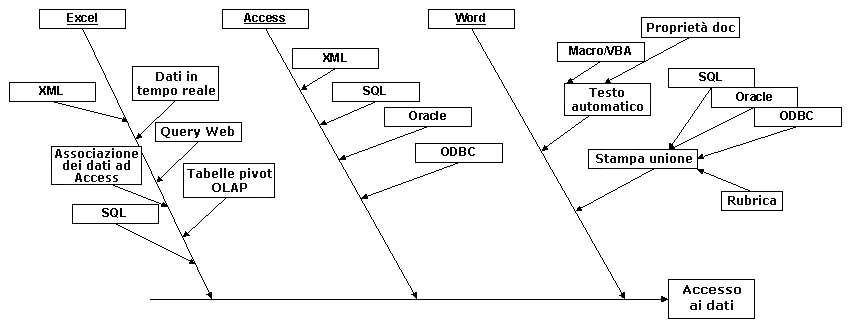 Excel
Access
Word
Proprietà doc
Macro/VBA
XML
Dati in
tempo reale
XML
SQL
Testo
automatico
SQL
Oracle
ODBC
Query Web
Oracle
Associazione
dei dati ad
Access
ODBC
Stampa unione
Tabelle pivot
OLAP
SQL
Rubrica
Accesso
ai dati